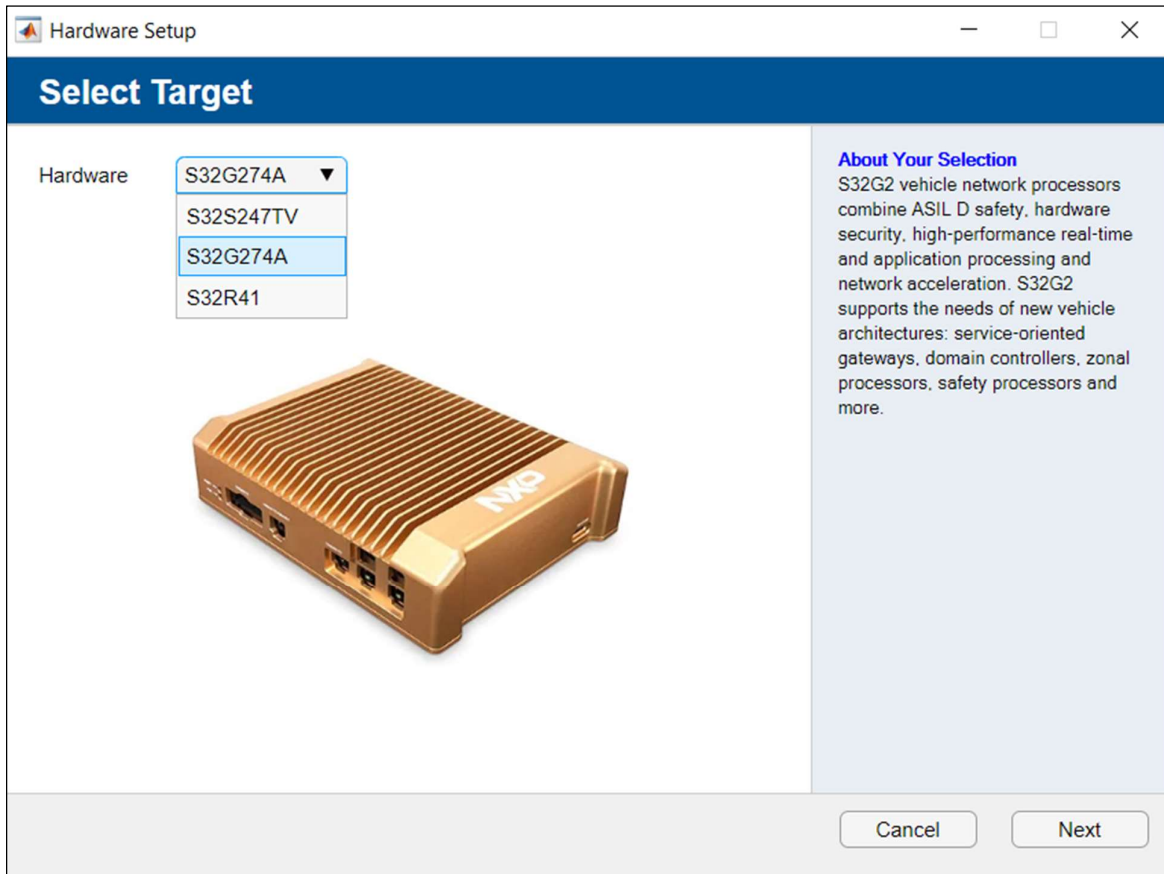 Hardware Setup
Select Target
Hardware
S32G274A
S32S247TV
S32G274A
S32R41
NXP
About Your Selection
S32G2 vehicle network processors
combine ASIL D safety, hardware
security, high-performance real-time
and application processing and
network acceleration. S32G2
supports the needs of new vehicle
architectures: service-oriented
gateways, domain controllers, zonal
processors, safety processors and
more.
Cancel
Next